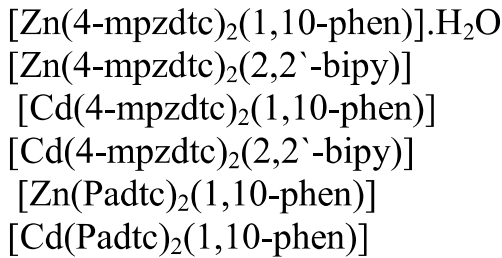 [Zn(4-mpzdtc)₂(1,10-phen)].H₂O
[Zn(4-mpzdtc)₂(2,2`-bipy)]
[Cd(4-mpzdtc)₂(1,10-phen)]
[Cd(4-mpzdtc)₂(2,2`-bipy)]
[Zn(Padtc)₂(1,10-phen)]
[Cd(Padtc)₂(1,10-phen)]